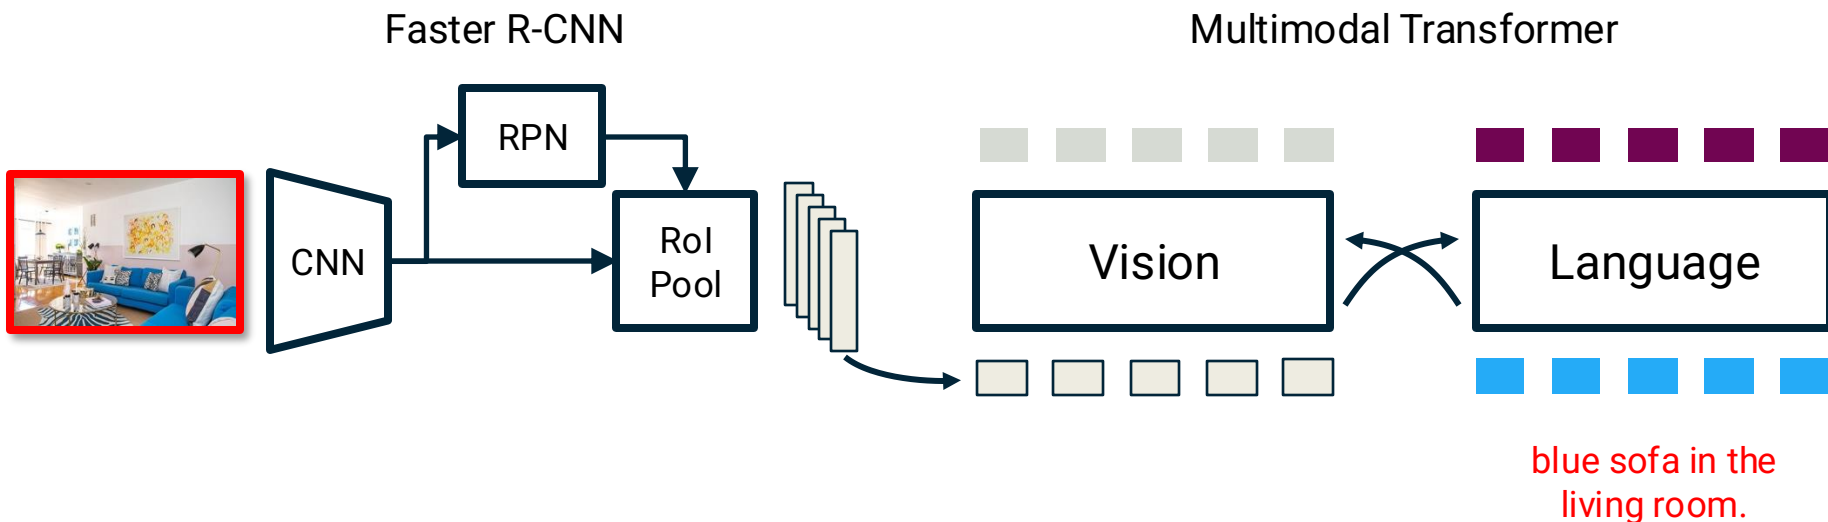 Faster R-CNN
Multimodal Transformer
RPN
CNN
RoI
Pool
Vision
Language
blue sofa in the
living room.